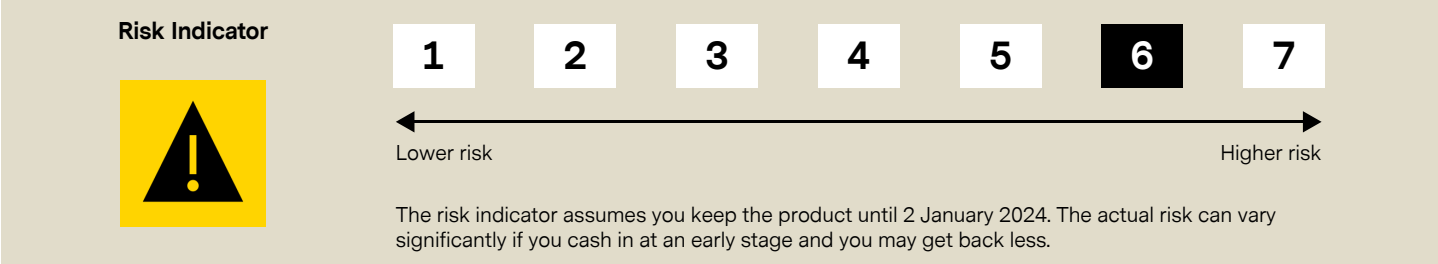 Risk Indicator
1 2 3 4 5 6 7
Lower risk Higher risk
The risk indicator assumes you keep the product until 2 January 2024. The actual risk can vary
significantly if you cash in at an early stage and you may get back less.